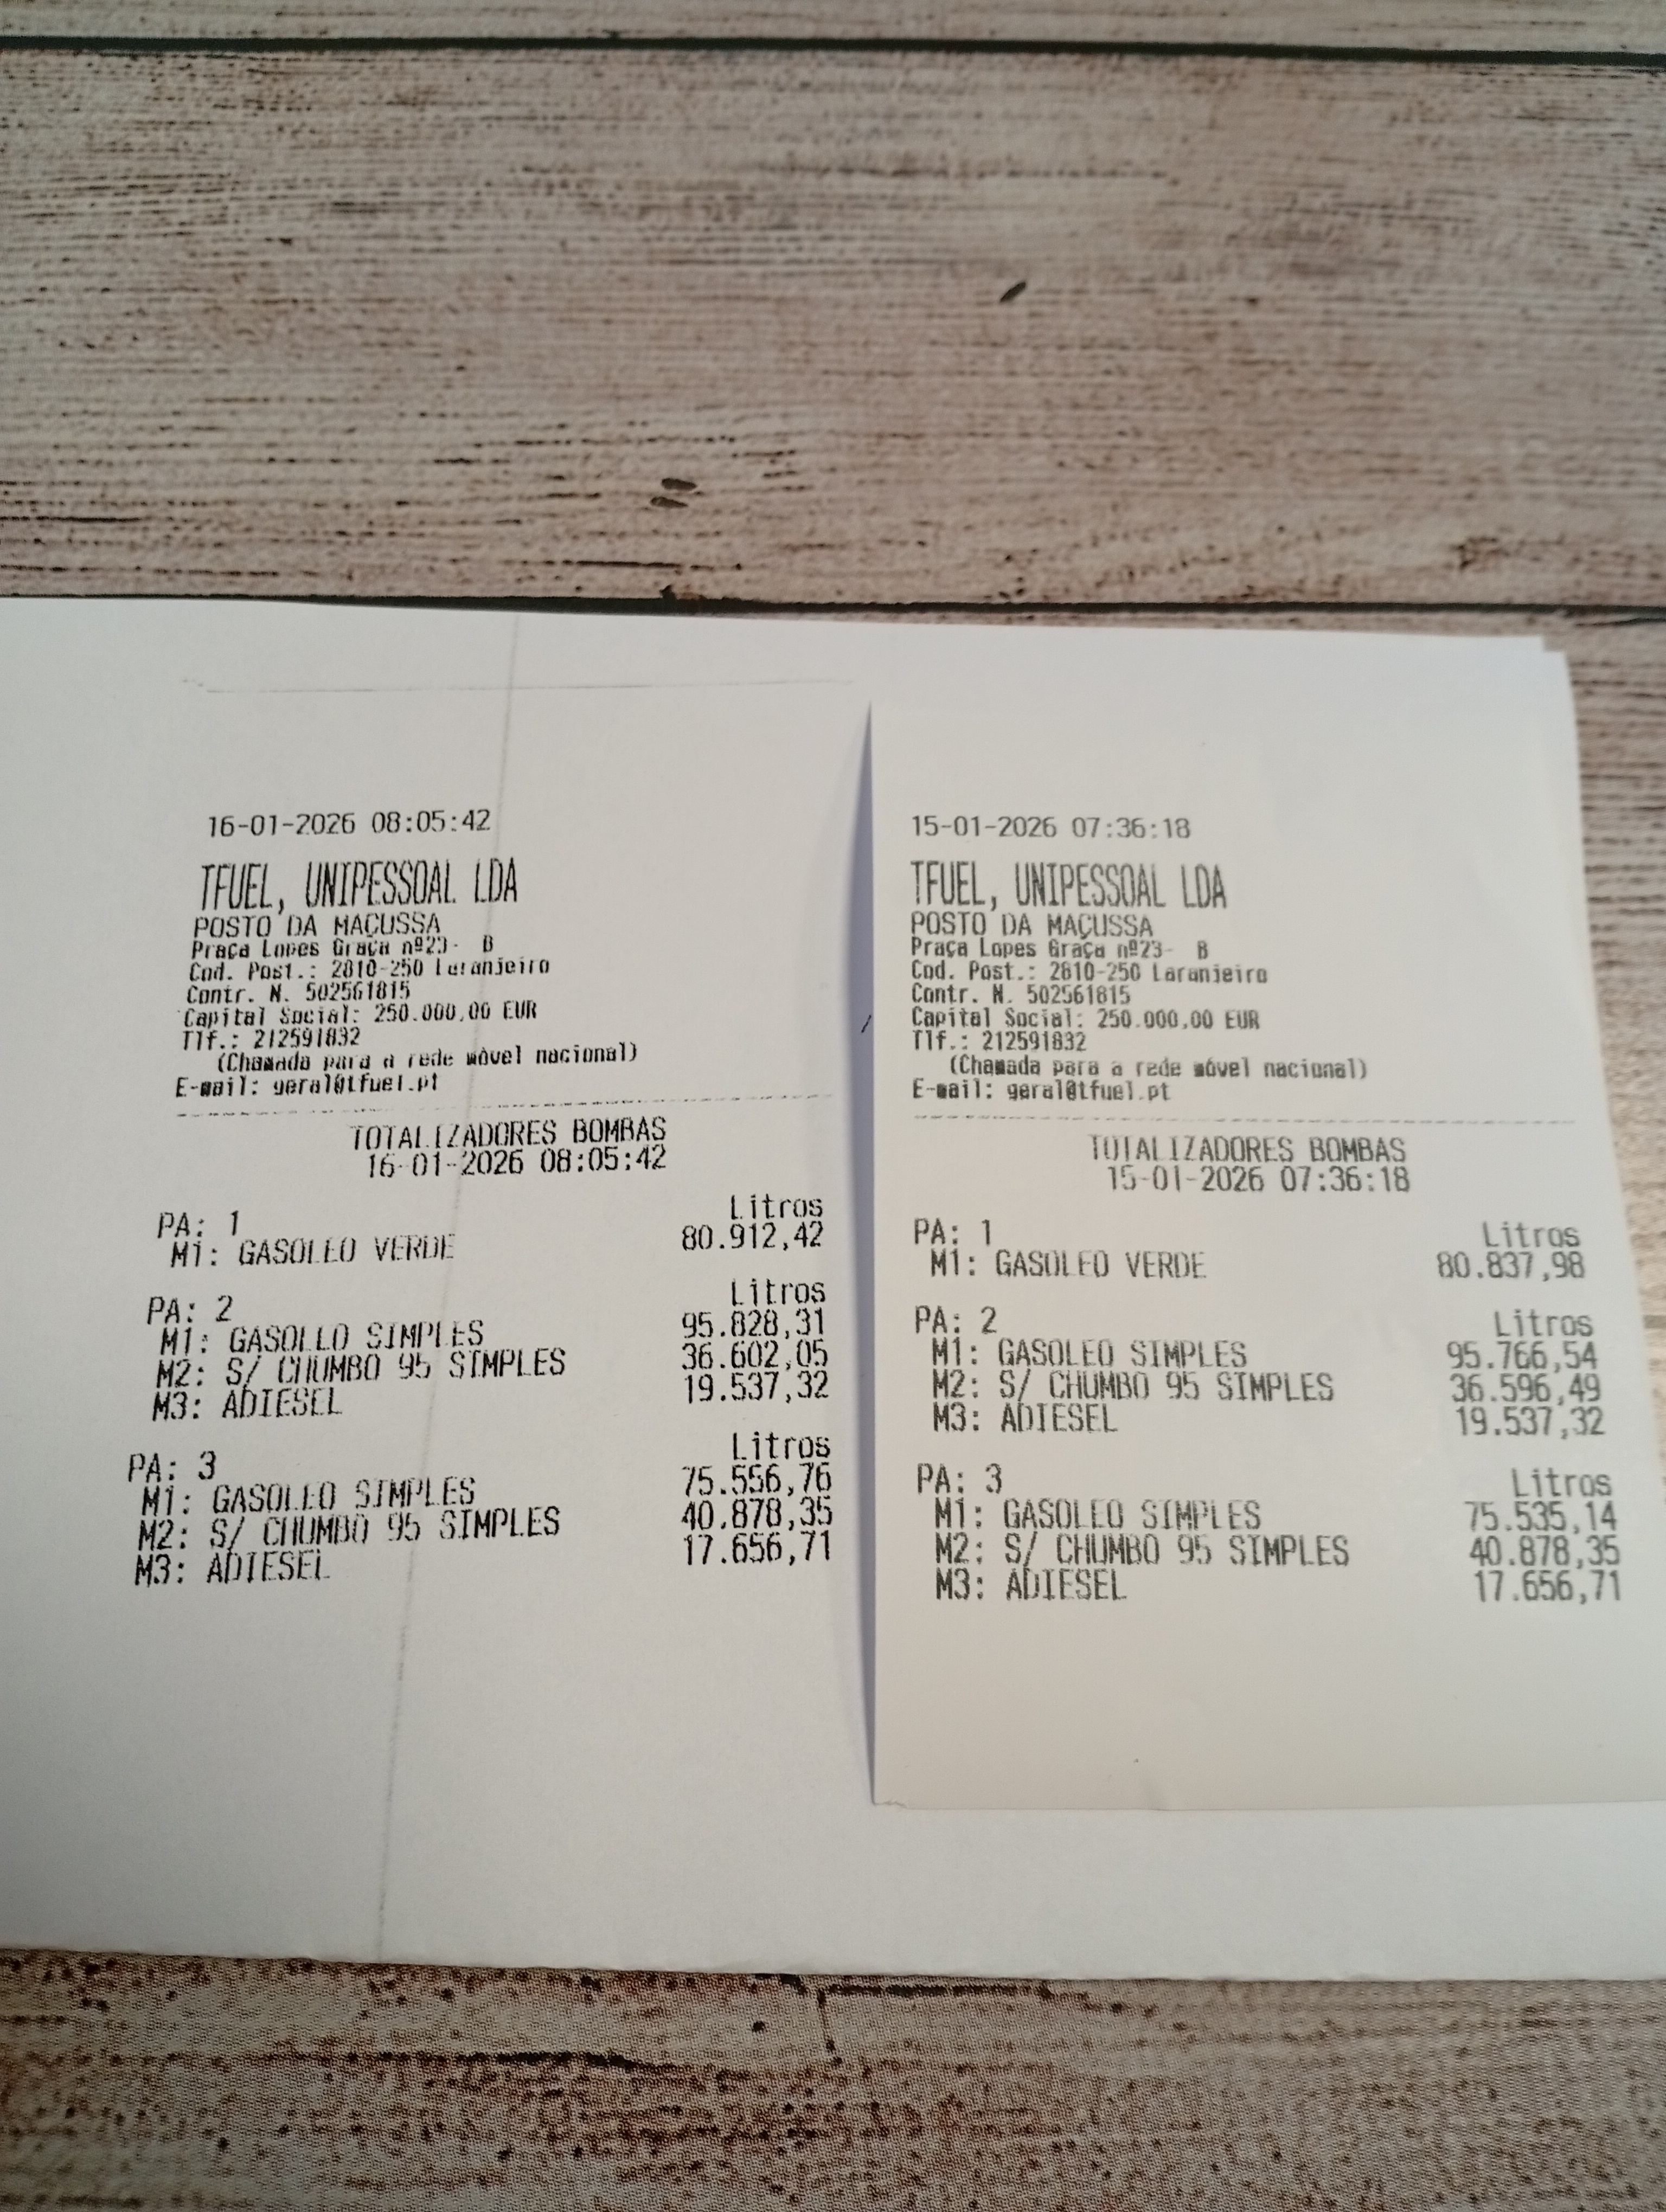 16-01-2026 08:05:42
TFUEL, UNIPESSOAL LDA
POSTO DA MAÇUSSA
Praça Lopes Graça nº23- B
Cod. Post.: 2810-250 Laranjeiro
Contr. N. 502561815
Capital Social: 250.000,00 EUR
Tlf.: 212591832
(Chamada para a rede móvel nacional)
E-mail: geral@tfuel.pt
TOTALIZADORES BOMBAS
16-01-2026 08:05:42
PA: 1 Litros
M1: GASOLEO VERDE 80.912,42
PA: 2 Litros
M1: GASOLEO SIMPLES 95.828,31
M2: S/ CHUMBO 95 SIMPLES 36.602,05
M3: ADIESEL 19.537,32
PA: 3 Litros
M1: GASOLEO SIMPLES 75.556,76
M2: S/ CHUMBO 95 SIMPLES 40.878,35
M3: ADIESEL 17.656,71
15-01-2026 07:36:18
TFUEL, UNIPESSOAL LDA
POSTO DA MAÇUSSA
Praça Lopes Graça nº23- B
Cod. Post.: 2810-250 Laranjeiro
Contr. N. 502561815
Capital Social: 250.000,00 EUR
Tlf.: 212591832
(Chamada para a rede móvel nacional)
E-mail: geral@tfuel.pt
TOTALIZADORES BOMBAS
15-01-2026 07:36:18
PA: 1 Litros
M1: GASOLEO VERDE 80.837,98
PA: 2 Litros
M1: GASOLEO SIMPLES 95.766,54
M2: S/ CHUMBO 95 SIMPLES 36.596,49
M3: ADIESEL 19.537,32
PA: 3 Litros
M1: GASOLEO SIMPLES 75.535,14
M2: S/ CHUMBO 95 SIMPLES 40.878,35
M3: ADIESEL 17.656,71